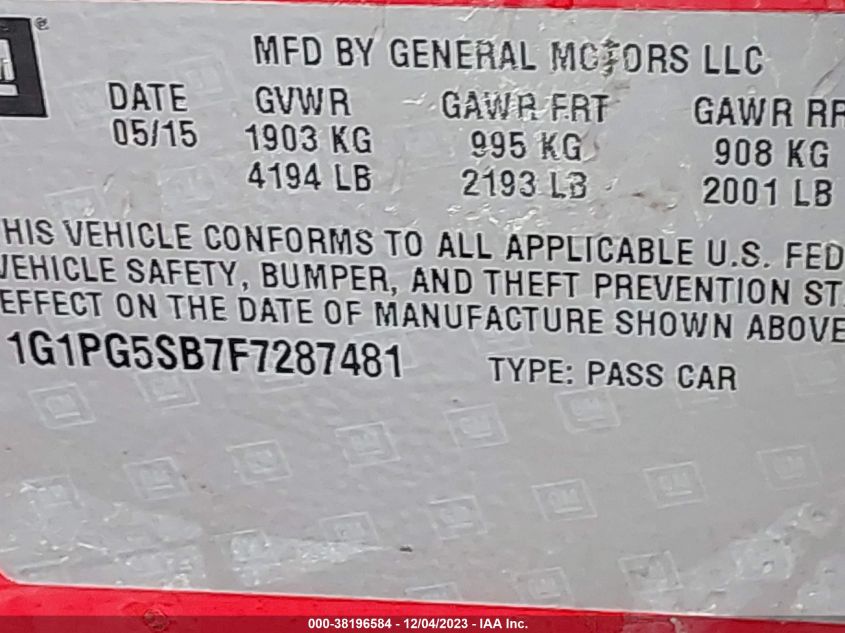 ®
MFD BY GENERAL MOTORS LLC
DATE GVWR GAWR FRT GAWR RR
05/15 1903 KG 995 KG 908 KG
4194 LB 2193 LB 2001 LB
HIS VEHICLE CONFORMS TO ALL APPLICABLE U.S. FED
VEHICLE SAFETY, BUMPER, AND THEFT PREVENTION ST
EFFECT ON THE DATE OF MANUFACTURE SHOWN ABOVE
1G1PG5SB7F7287481 TYPE: PASS CAR
000-38196584 - 12/04/2023 - IAA Inc.